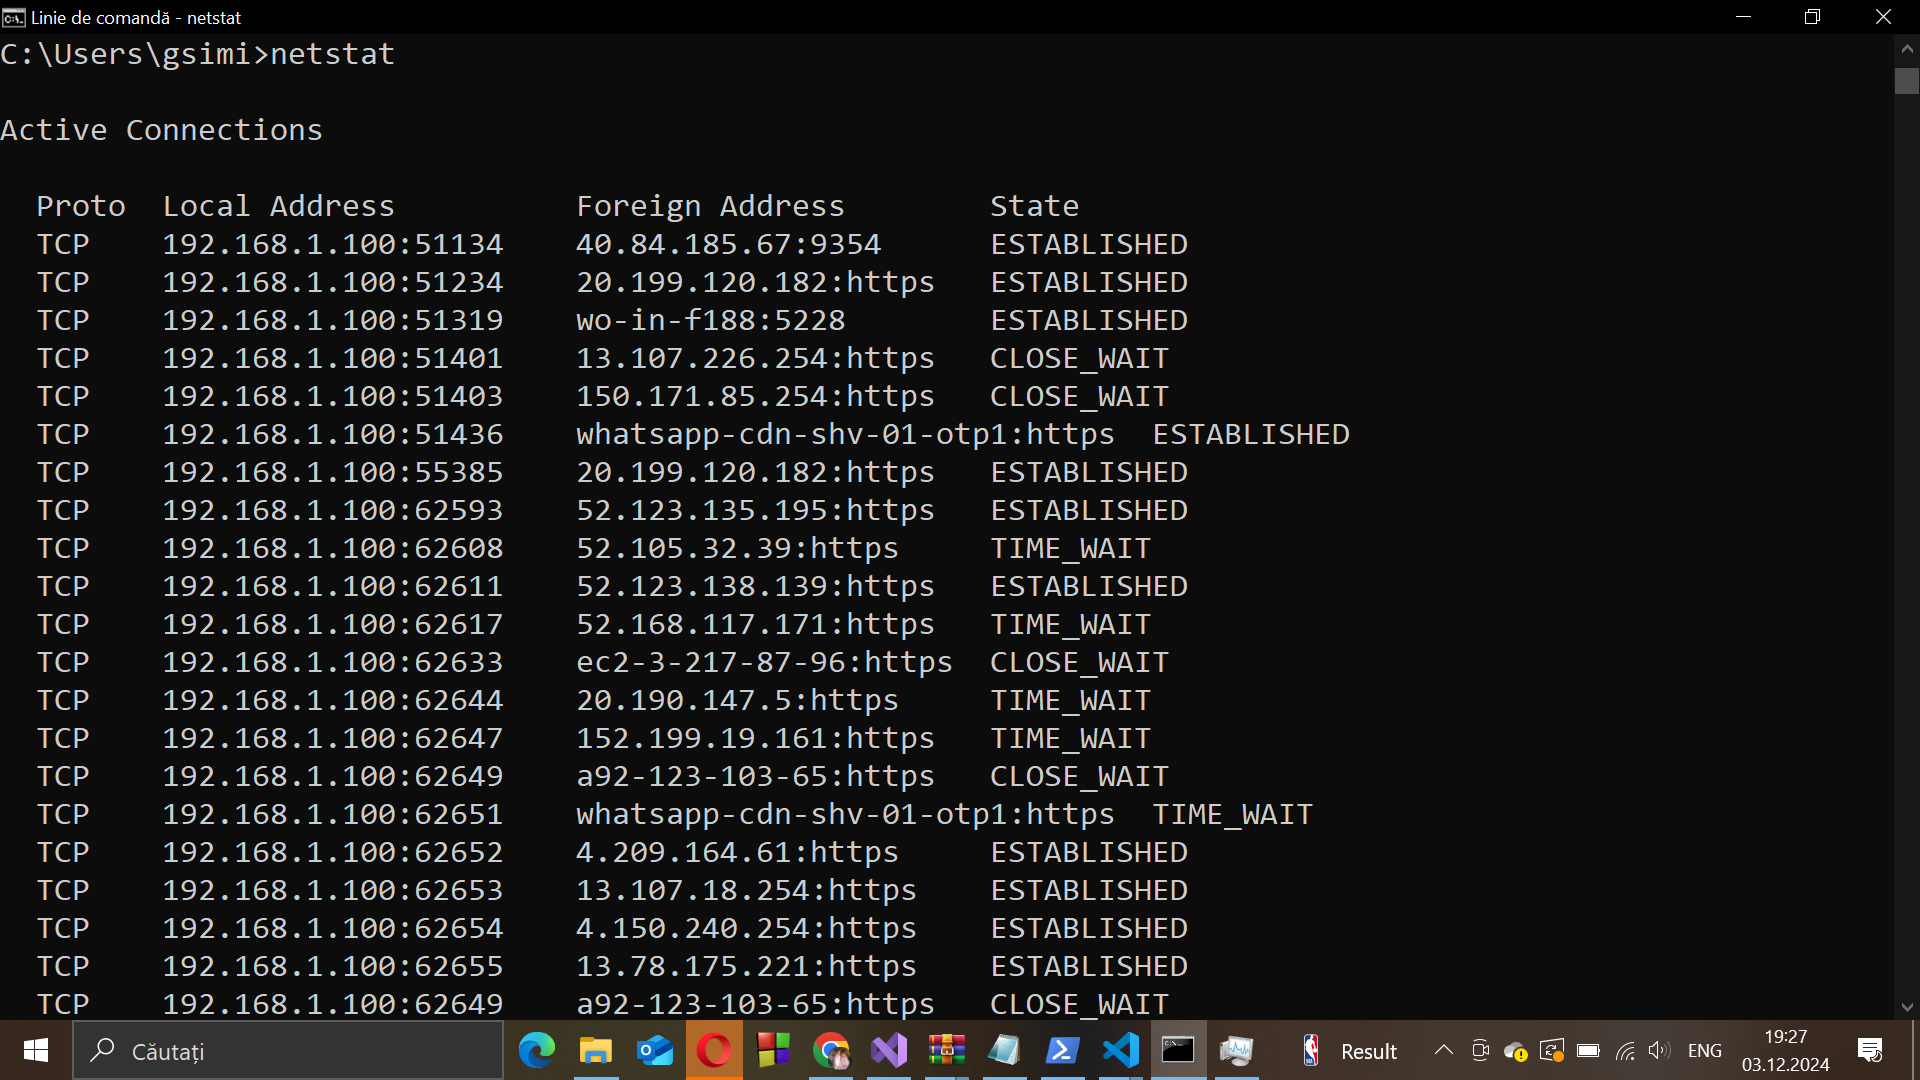 Linie de comandă - netstat
C:\Users\gsimi>netstat
Active Connections
Proto  Local Address          Foreign Address        State
TCP    192.168.1.100:51134    40.84.185.67:9354      ESTABLISHED
TCP    192.168.1.100:51234    20.199.120.182:https   ESTABLISHED
TCP    192.168.1.100:51319    wo-in-f188:5228        ESTABLISHED
TCP    192.168.1.100:51401    13.107.226.254:https   CLOSE_WAIT
TCP    192.168.1.100:51403    150.171.85.254:https   CLOSE_WAIT
TCP    192.168.1.100:51436    whatsapp-cdn-shv-01-otp1:https  ESTABLISHED
TCP    192.168.1.100:55385    20.199.120.182:https   ESTABLISHED
TCP    192.168.1.100:62593    52.123.135.195:https   ESTABLISHED
TCP    192.168.1.100:62608    52.105.32.39:https     TIME_WAIT
TCP    192.168.1.100:62611    52.123.138.139:https   ESTABLISHED
TCP    192.168.1.100:62617    52.168.117.171:https   TIME_WAIT
TCP    192.168.1.100:62633    ec2-3-217-87-96:https  CLOSE_WAIT
TCP    192.168.1.100:62644    20.190.147.5:https     TIME_WAIT
TCP    192.168.1.100:62647    152.199.19.161:https   TIME_WAIT
TCP    192.168.1.100:62649    a92-123-103-65:https   CLOSE_WAIT
TCP    192.168.1.100:62651    whatsapp-cdn-shv-01-otp1:https  TIME_WAIT
TCP    192.168.1.100:62652    4.209.164.61:https     ESTABLISHED
TCP    192.168.1.100:62653    13.107.18.254:https    ESTABLISHED
TCP    192.168.1.100:62654    4.150.240.254:https    ESTABLISHED
TCP    192.168.1.100:62655    13.78.175.221:https    ESTABLISHED
TCP    192.168.1.100:62649    a92-123-103-65:https   CLOSE_WAIT
Căutați
Result
ENG
19:27
03.12.2024